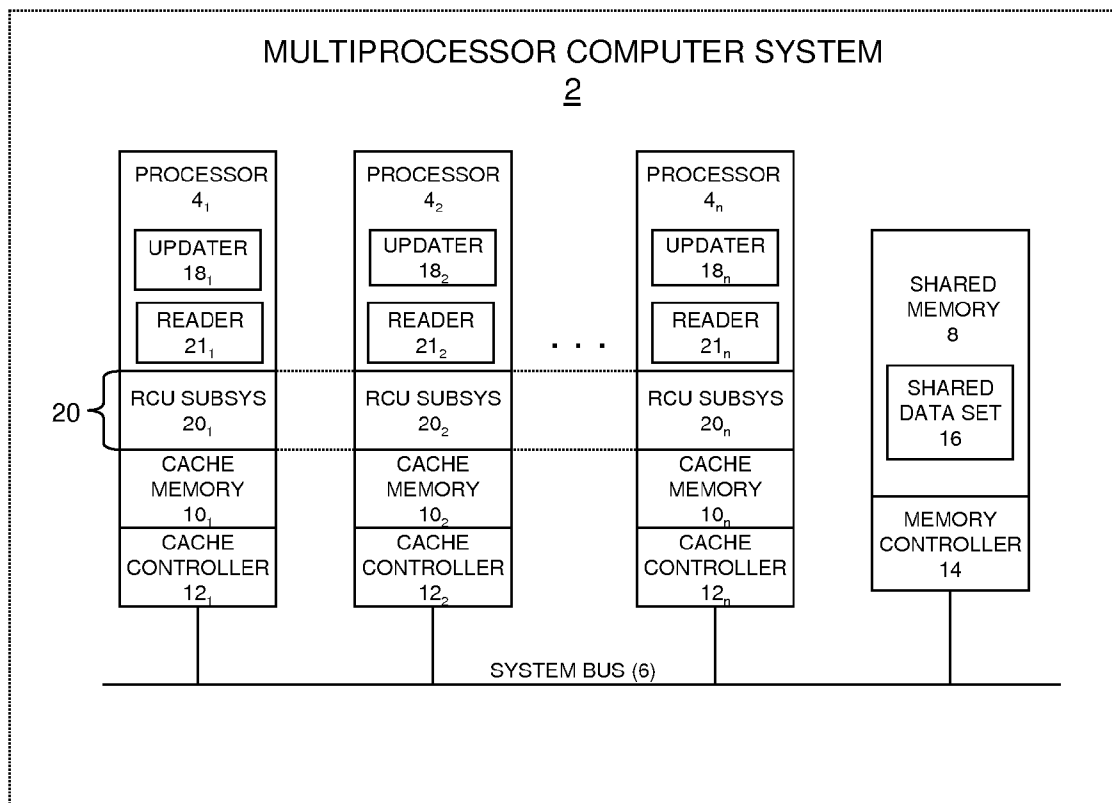 MULTIPROCESSOR COMPUTER SYSTEM
2
PROCESSOR
4₁
UPDATER
18₁
READER
21₁
RCU SUBSYS
20₁
CACHE
MEMORY
10₁
CACHE
CONTROLLER
12₁
PROCESSOR
4₂
UPDATER
18₂
READER
21₂
RCU SUBSYS
20₂
CACHE
MEMORY
10₂
CACHE
CONTROLLER
12₂
. . .
PROCESSOR
4ₙ
UPDATER
18ₙ
READER
21ₙ
RCU SUBSYS
20ₙ
CACHE
MEMORY
10ₙ
CACHE
CONTROLLER
12ₙ
SHARED
MEMORY
8
SHARED
DATA SET
16
MEMORY
CONTROLLER
14
20
SYSTEM BUS (6)